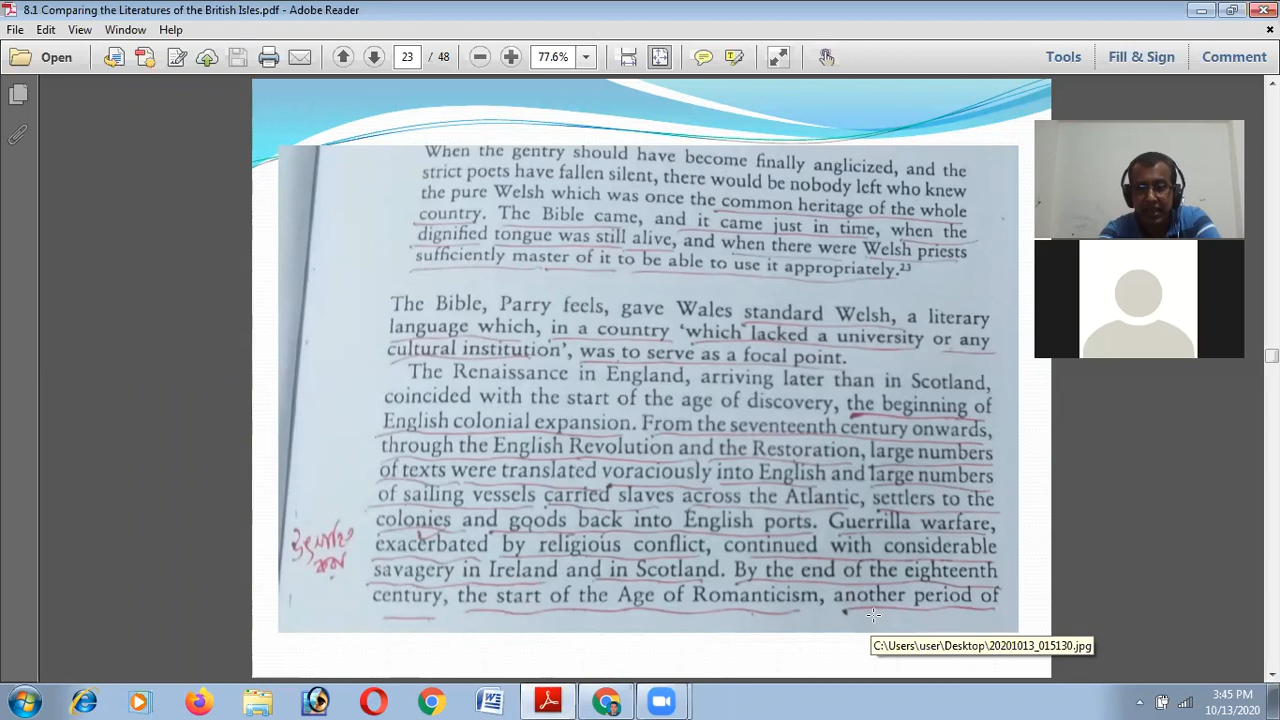 8.1 Comparing the Literatures of the British Isles.pdf - Adobe Reader
File Edit View Window Help
Open 23 / 48 77.6% Tools Fill & Sign Comment
When the gentry should have become finally anglicized, and the
strict poets have fallen silent, there would be nobody left who knew
the pure Welsh which was once the common heritage of the whole
country. The Bible came, and it came just in time, when the
dignified tongue was still alive, and when there were Welsh priests
sufficiently master of it to be able to use it appropriately.²³
The Bible, Parry feels, gave Wales standard Welsh, a literary
language which, in a country ‘which lacked a university or any
cultural institution’, was to serve as a focal point.
The Renaissance in England, arriving later than in Scotland,
coincided with the start of the age of discovery, the beginning of
English colonial expansion. From the seventeenth century onwards,
through the English Revolution and the Restoration, large numbers
of texts were translated voraciously into English and large numbers
of sailing vessels carried slaves across the Atlantic, settlers to the
colonies and goods back into English ports. Guerrilla warfare,
exacerbated by religious conflict, continued with considerable
savagery in Ireland and in Scotland. By the end of the eighteenth
century, the start of the Age of Romanticism, another period of
C:\Users\user\Desktop\20201013_015130.jpg
3:45 PM
10/13/2020